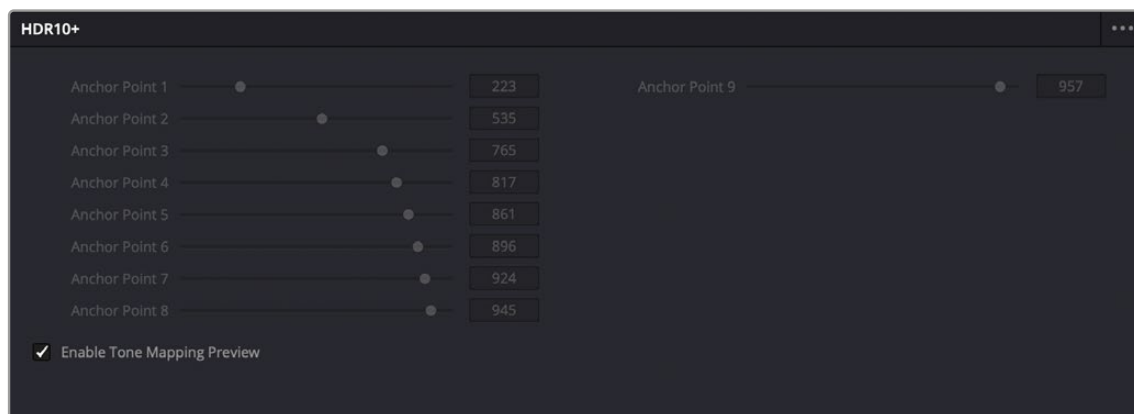 HDR10+
Anchor Point 1 223
Anchor Point 2 535
Anchor Point 3 765
Anchor Point 4 817
Anchor Point 5 861
Anchor Point 6 896
Anchor Point 7 924
Anchor Point 8 945
Anchor Point 9 957
Enable Tone Mapping Preview